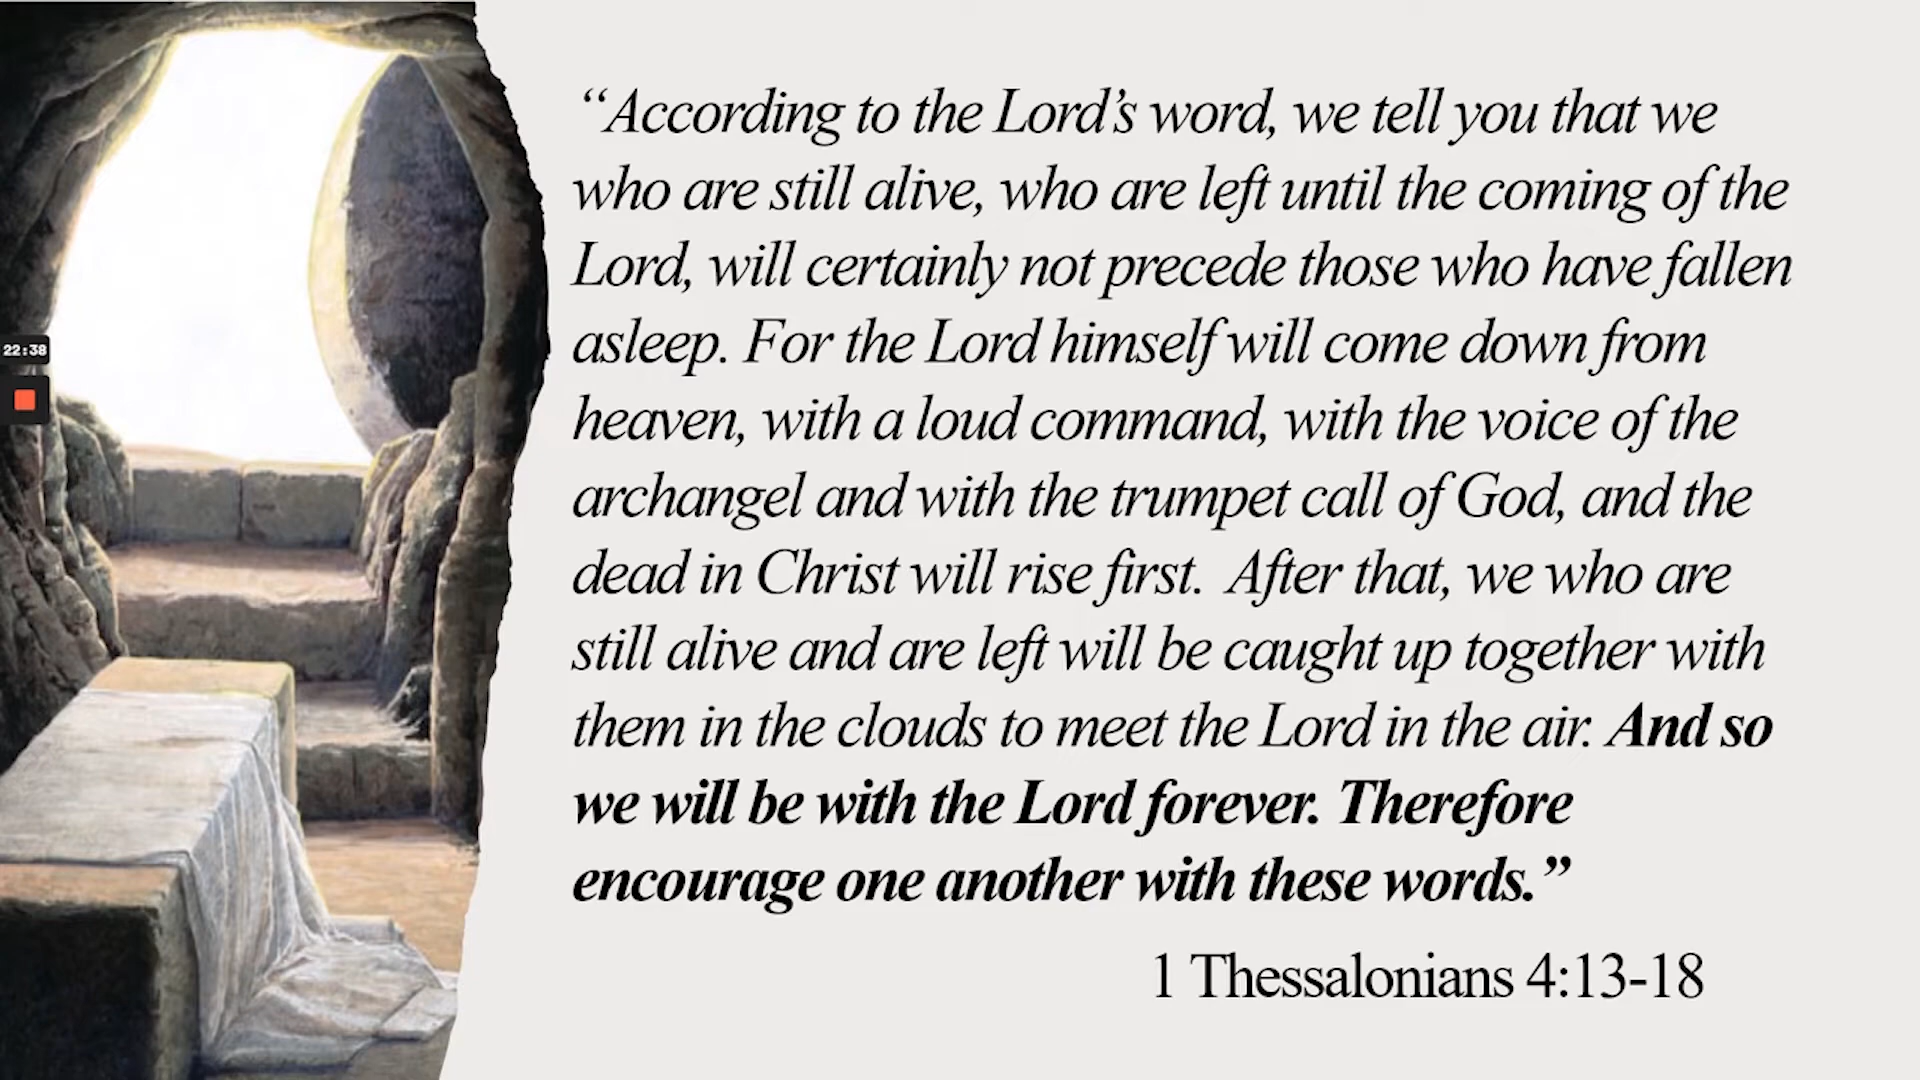 “According to the Lord’s word, we tell you that we
who are still alive, who are left until the coming of the
Lord, will certainly not precede those who have fallen
asleep. For the Lord himself will come down from
heaven, with a loud command, with the voice of the
archangel and with the trumpet call of God, and the
dead in Christ will rise first. After that, we who are
still alive and are left will be caught up together with
them in the clouds to meet the Lord in the air. And so
we will be with the Lord forever. Therefore
encourage one another with these words.”
1 Thessalonians 4:13-18
22:38